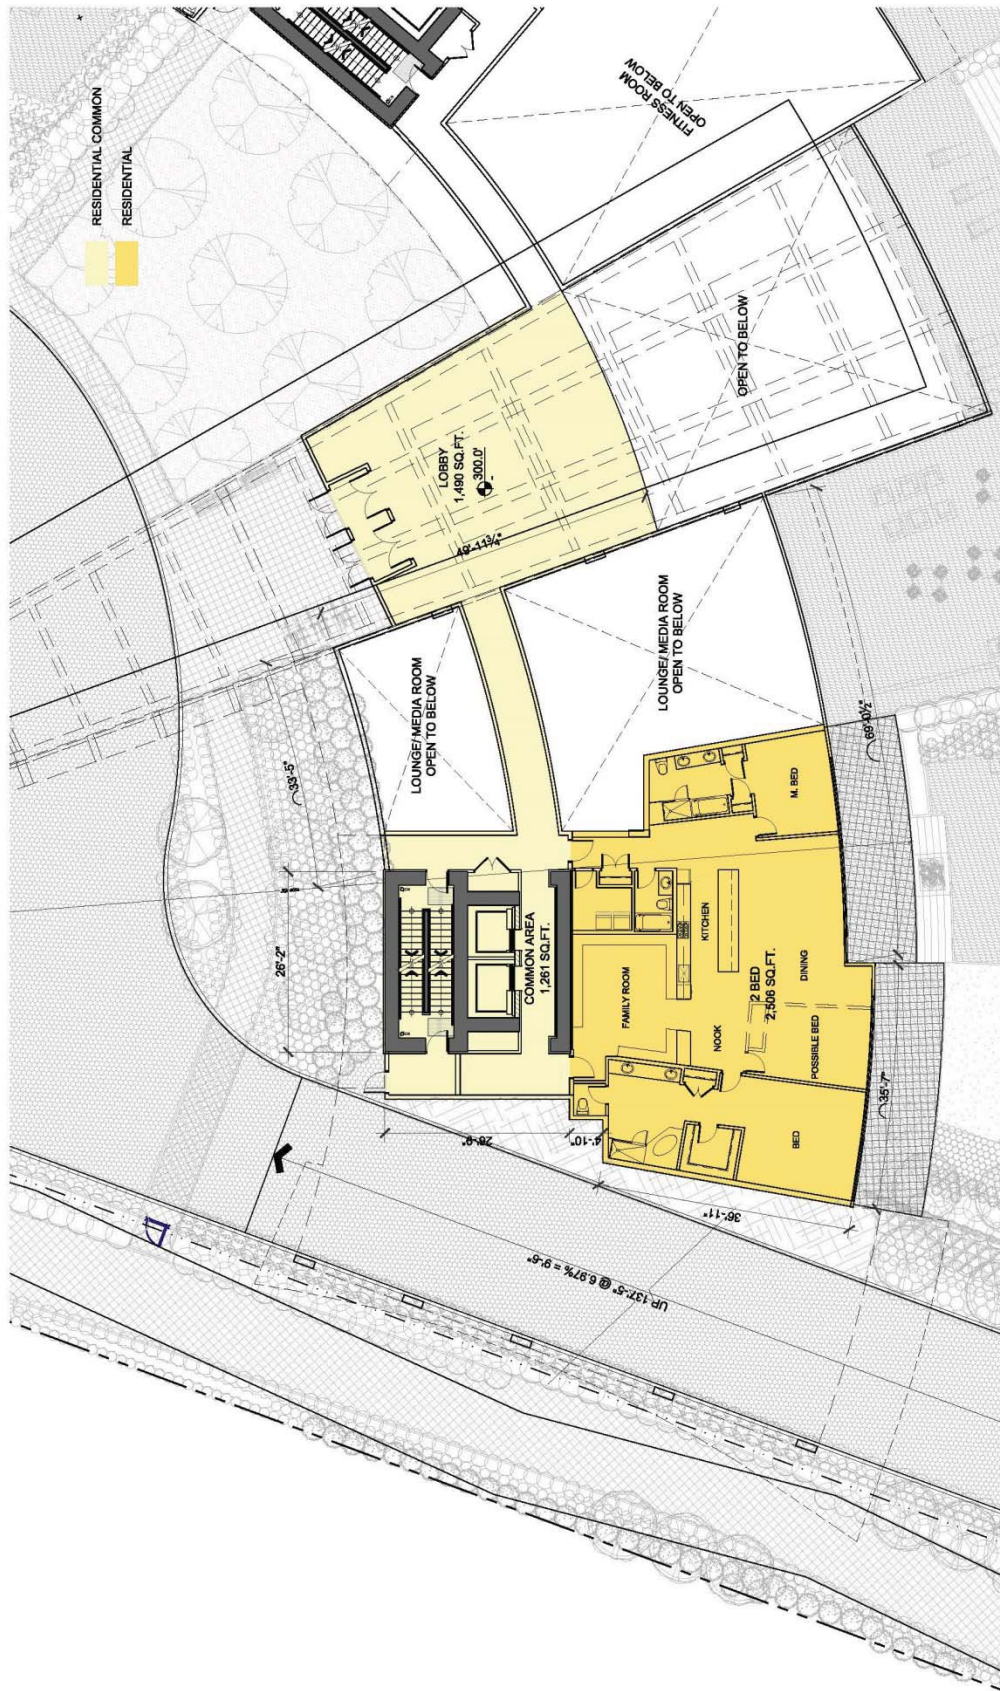 RESIDENTIAL COMMON
RESIDENTIAL
FITNESS ROOM
OPEN TO BELOW
OPEN TO BELOW
LOBBY
1,490 SQ.FT.
300.0'
49'-11¾"
LOUNGE/ MEDIA ROOM
OPEN TO BELOW
LOUNGE/ MEDIA ROOM
OPEN TO BELOW
33'-5"
26'-2"
COMMON AREA
1,261 SQ.FT.
69'-0½"
M. BED
KITCHEN
FAMILY ROOM
2 BED
2,506 SQ.FT.
DINING
NOOK
POSSIBLE BED
BED
35'-7"
26'-9"
4'-10"
36'-11"
UP 137'-5" @ 6.97% = 9'-6"